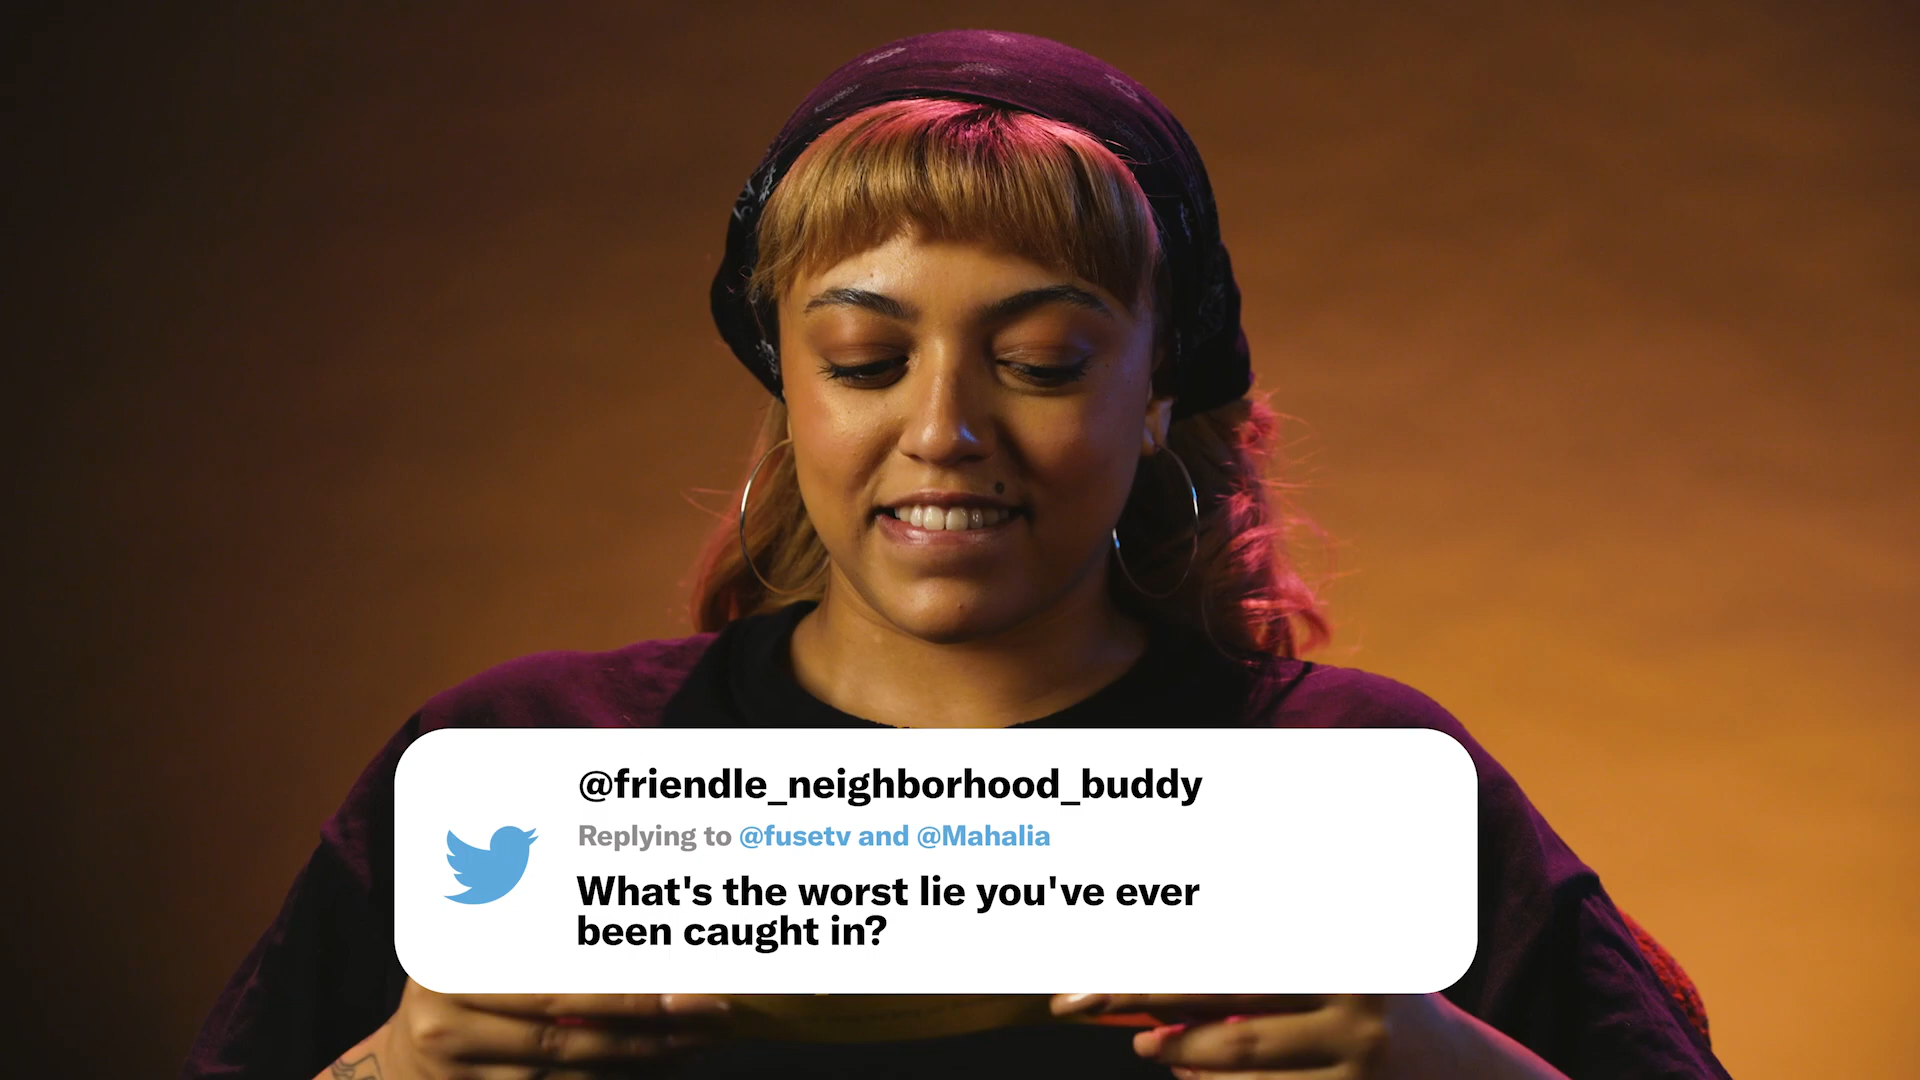 @friendle_neighborhood_buddy
Replying to @fusetv and @Mahalia
What's the worst lie you've ever
been caught in?